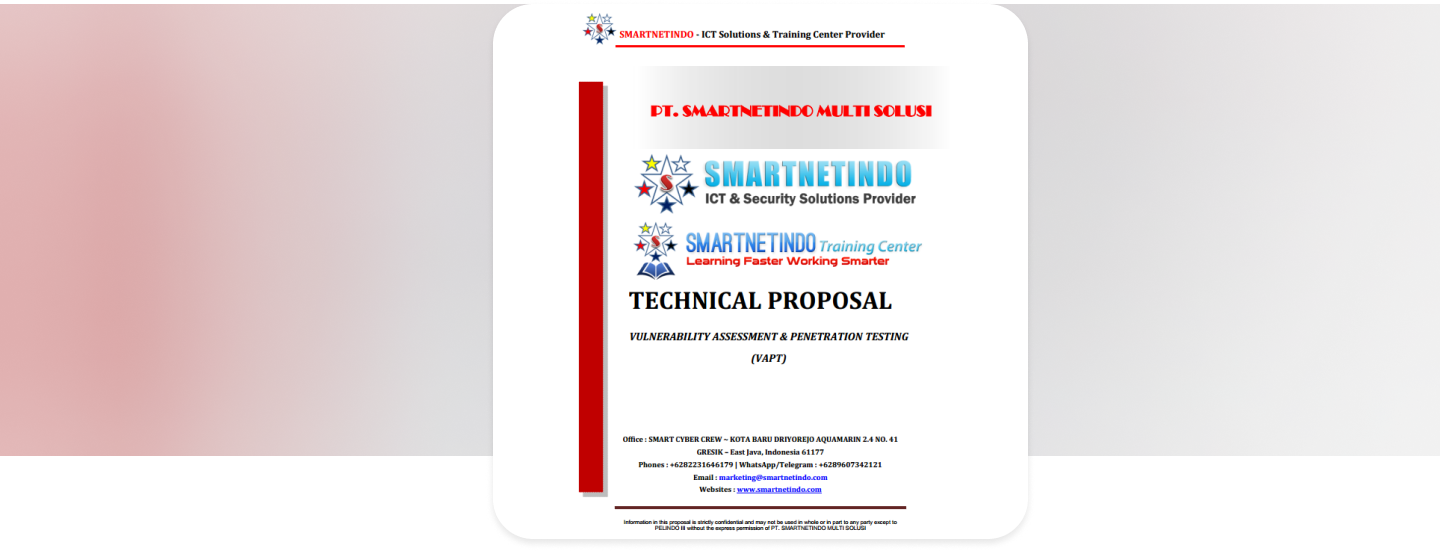 SMARTNETINDO - ICT Solutions & Training Center Provider
PT. SMARTNETINDO MULTI SOLUSI
S
SMARTNETINDO
ICT & Security Solutions Provider
SMARTNETINDO Training Center
Learning Faster Working Smarter
TECHNICAL PROPOSAL
VULNERABILITY ASSESSMENT & PENETRATION TESTING
(VAPT)
Office : SMART CYBER CREW – KOTA BARU DRIYOREJO AQUAMARIN 2.4 NO. 41
GRESIK – East Java, Indonesia 61177
Phones : +6282231646179 | WhatsApp/Telegram : +6289607342121
Email : marketing@smartnetindo.com
Websites : www.smartnetindo.com
Information in this proposal is strictly confidential and may not be used in whole or in part to any party except to
PELINDO III without the express permission of PT. SMARTNETINDO MULTI SOLUSI